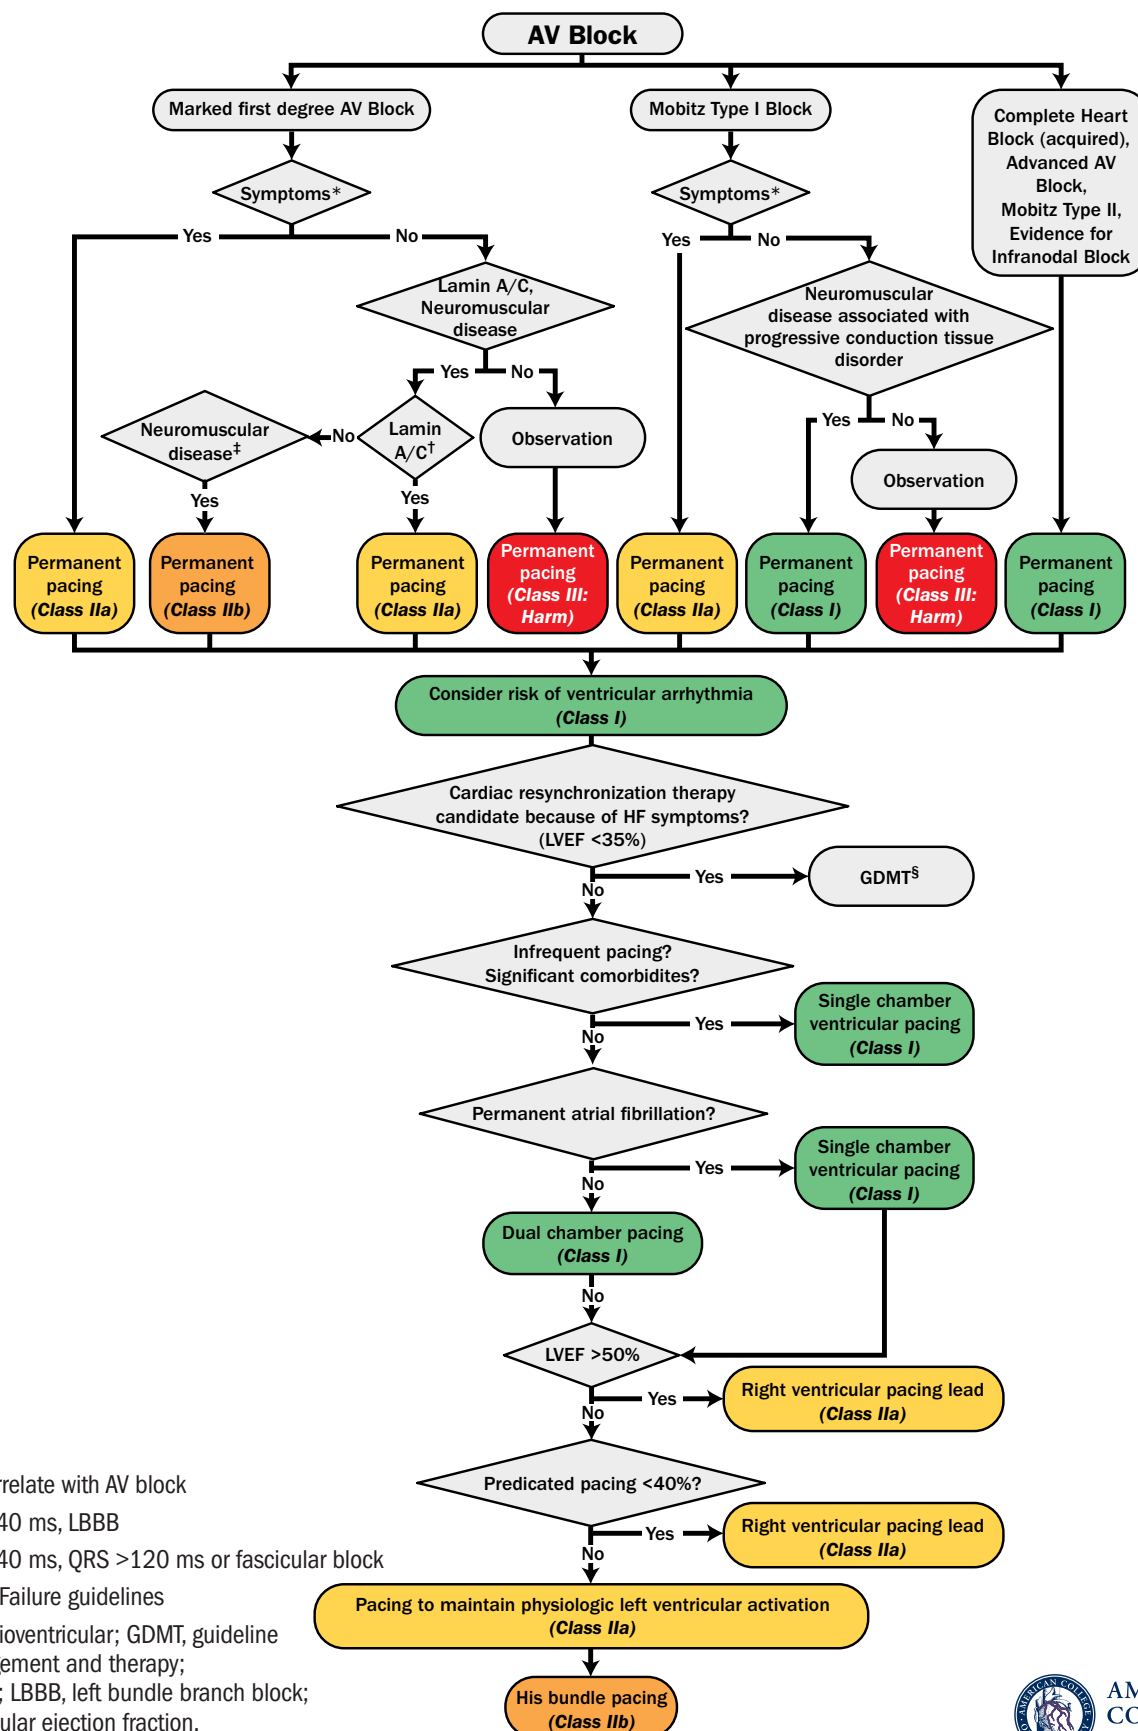 AV Block
Marked first degree AV Block
Mobitz Type I Block
Complete Heart
Block (acquired),
Advanced AV
Block,
Mobitz Type II,
Evidence for
Infranodal Block
Symptoms*
Symptoms*
Yes
No
Yes
No
Lamin A/C,
Neuromuscular
disease
Neuromuscular
disease associated with
progressive conduction tissue
disorder
Yes
No
Yes
No
Neuromuscular
disease‡
No
Lamin
A/C†
Observation
Observation
Yes
Yes
Permanent
pacing
(Class IIa)
Permanent
pacing
(Class IIb)
Permanent
pacing
(Class IIa)
Permanent
pacing
(Class III:
Harm)
Permanent
pacing
(Class IIa)
Permanent
pacing
(Class I)
Permanent
pacing
(Class III:
Harm)
Permanent
pacing
(Class I)
Consider risk of ventricular arrhythmia
(Class I)
Cardiac resynchronization therapy
candidate because of HF symptoms?
(LVEF <35%)
Yes
GDMT§
No
Infrequent pacing?
Significant comorbidites?
Yes
Single chamber
ventricular pacing
(Class I)
No
Permanent atrial fibrillation?
Yes
Single chamber
ventricular pacing
(Class I)
No
Dual chamber pacing
(Class I)
No
LVEF >50%
Yes
Right ventricular pacing lead
(Class IIa)
No
Predicated pacing <40%?
Yes
Right ventricular pacing lead
(Class IIa)
No
Pacing to maintain physiologic left ventricular activation
(Class IIa)
His bundle pacing
(Class IIb)
rrelate with AV block
40 ms, LBBB
40 ms, QRS >120 ms or fascicular block
Failure guidelines
ioventricular; GDMT, guideline
gement and therapy;
; LBBB, left bundle branch block;
ular ejection fraction.
AMERICAN COLLEGE
AM
CO